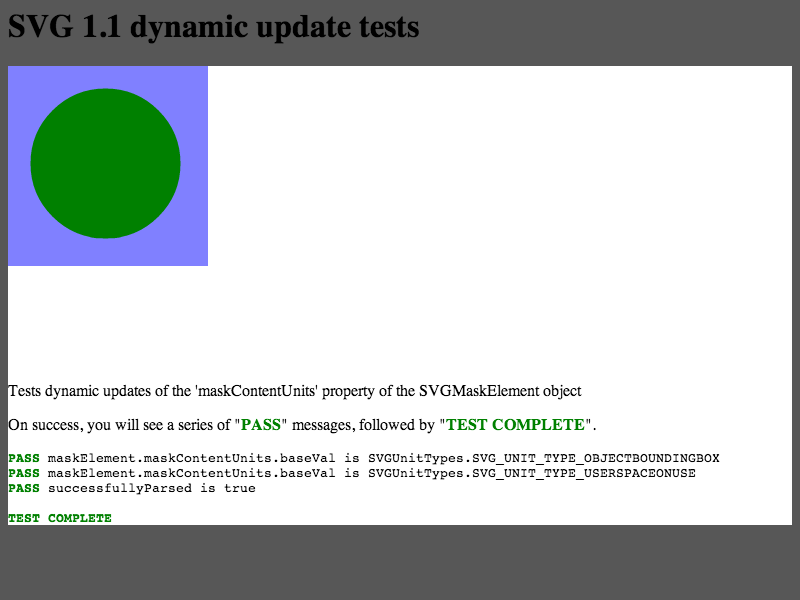 SVG 1.1 dynamic update tests
Tests dynamic updates of the 'maskContentUnits' property of the SVGMaskElement object
On success, you will see a series of "PASS" messages, followed by "TEST COMPLETE".
PASS maskElement.maskContentUnits.baseVal is SVGUnitTypes.SVG_UNIT_TYPE_OBJECTBOUNDINGBOX
PASS maskElement.maskContentUnits.baseVal is SVGUnitTypes.SVG_UNIT_TYPE_USERSPACEONUSE
PASS successfullyParsed is true
TEST COMPLETE